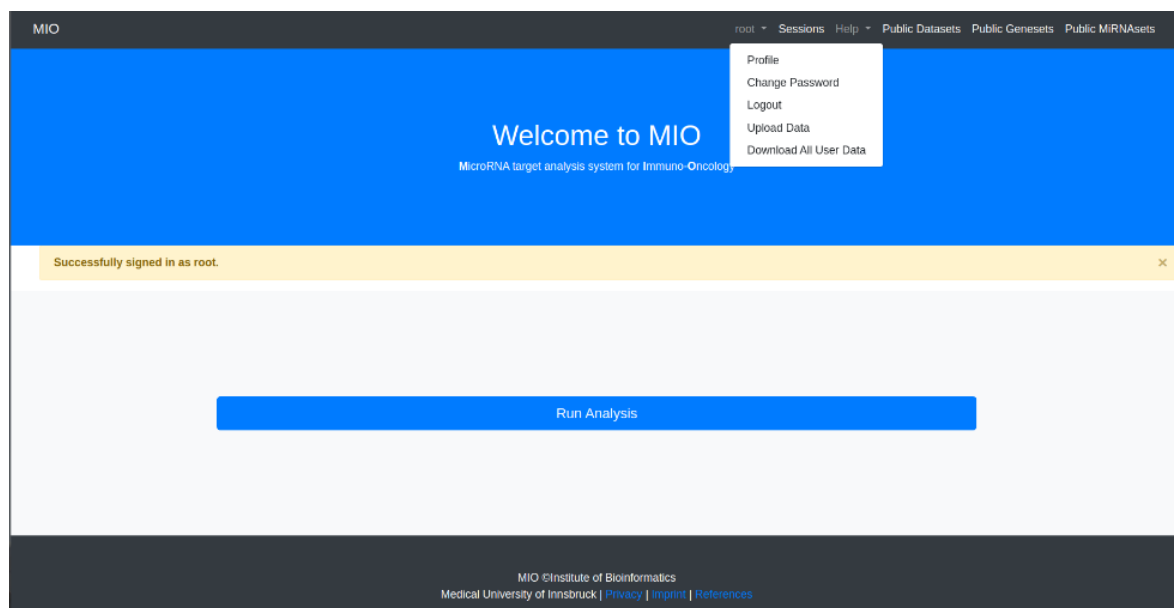 MIO root Sessions Help Public Datasets Public Genesets Public MiRNAsets
Profile
Change Password
Logout
Upload Data
Download All User Data
Welcome to MIO
MicroRNA target analysis system for Immuno-Oncology
Successfully signed in as root. ×
Run Analysis
MIO ©Institute of Bioinformatics
Medical University of Innsbruck | Privacy | Imprint | References